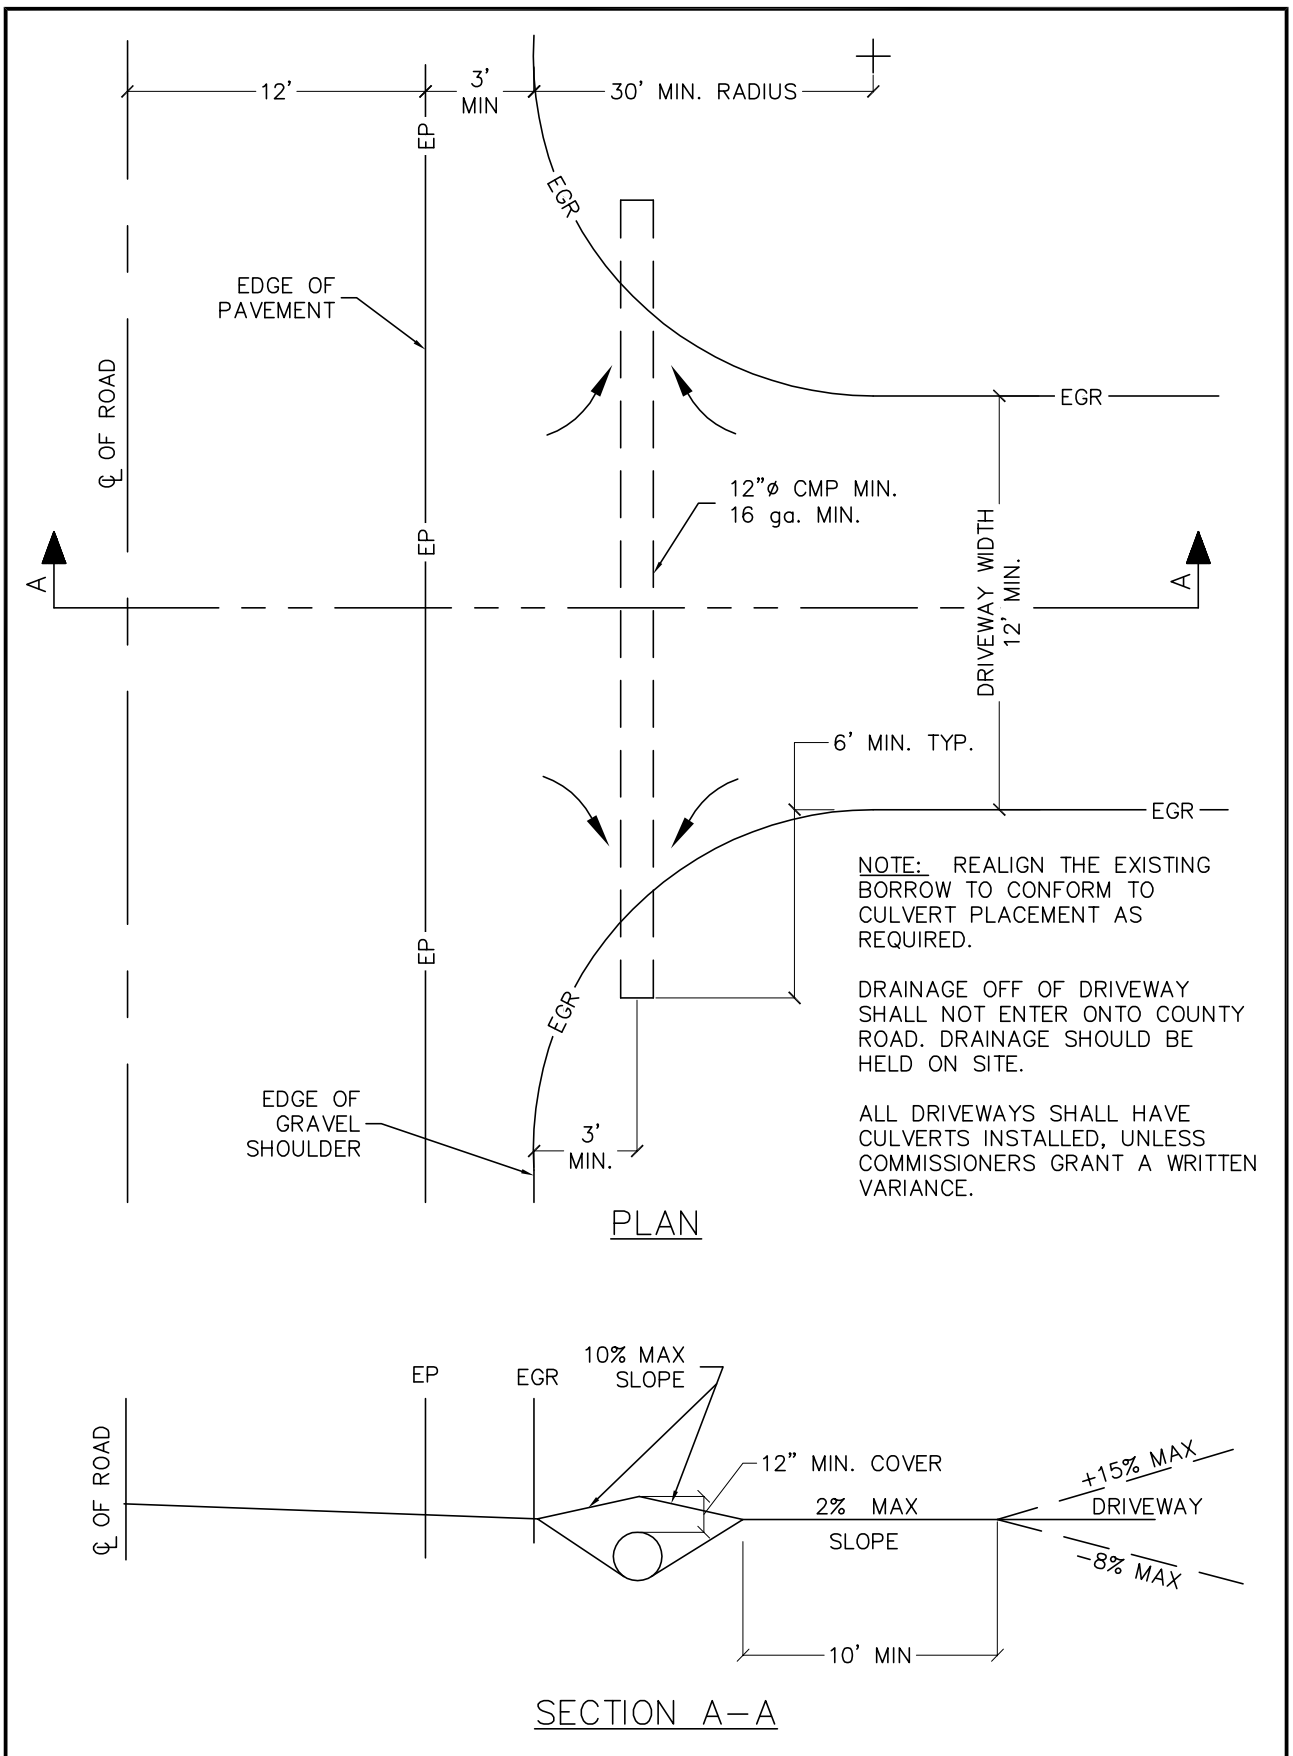 12'
3'
MIN
30' MIN. RADIUS
EP
EGR
EDGE OF
PAVEMENT
℄ OF ROAD
EGR
12"ø CMP MIN.
16 ga. MIN.
EP
DRIVEWAY WIDTH
12' MIN.
A
A
6' MIN. TYP.
EGR
NOTE: REALIGN THE EXISTING
BORROW TO CONFORM TO
CULVERT PLACEMENT AS
REQUIRED.
EP
EGR
DRAINAGE OFF OF DRIVEWAY
SHALL NOT ENTER ONTO COUNTY
ROAD. DRAINAGE SHOULD BE
HELD ON SITE.
EDGE OF
GRAVEL
SHOULDER
3'
MIN.
ALL DRIVEWAYS SHALL HAVE
CULVERTS INSTALLED, UNLESS
COMMISSIONERS GRANT A WRITTEN
VARIANCE.
PLAN
10% MAX
SLOPE
EP
EGR
℄ OF ROAD
12" MIN. COVER
+15% MAX
2% MAX
SLOPE
DRIVEWAY
-8% MAX
10' MIN
SECTION A-A